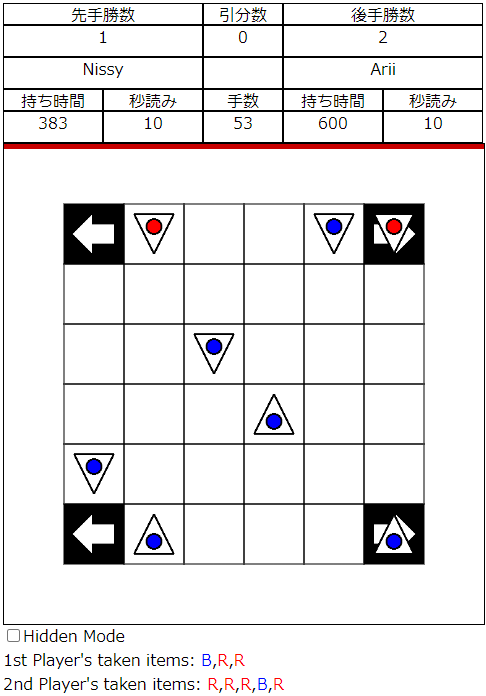 先手勝数 引分数 後手勝数
1 0 2
Nissy Arii
持ち時間 秒読み 手数 持ち時間 秒読み
383 10 53 600 10
Hidden Mode
1st Player's taken items: B,R,R
2nd Player's taken items: R,R,R,B,R